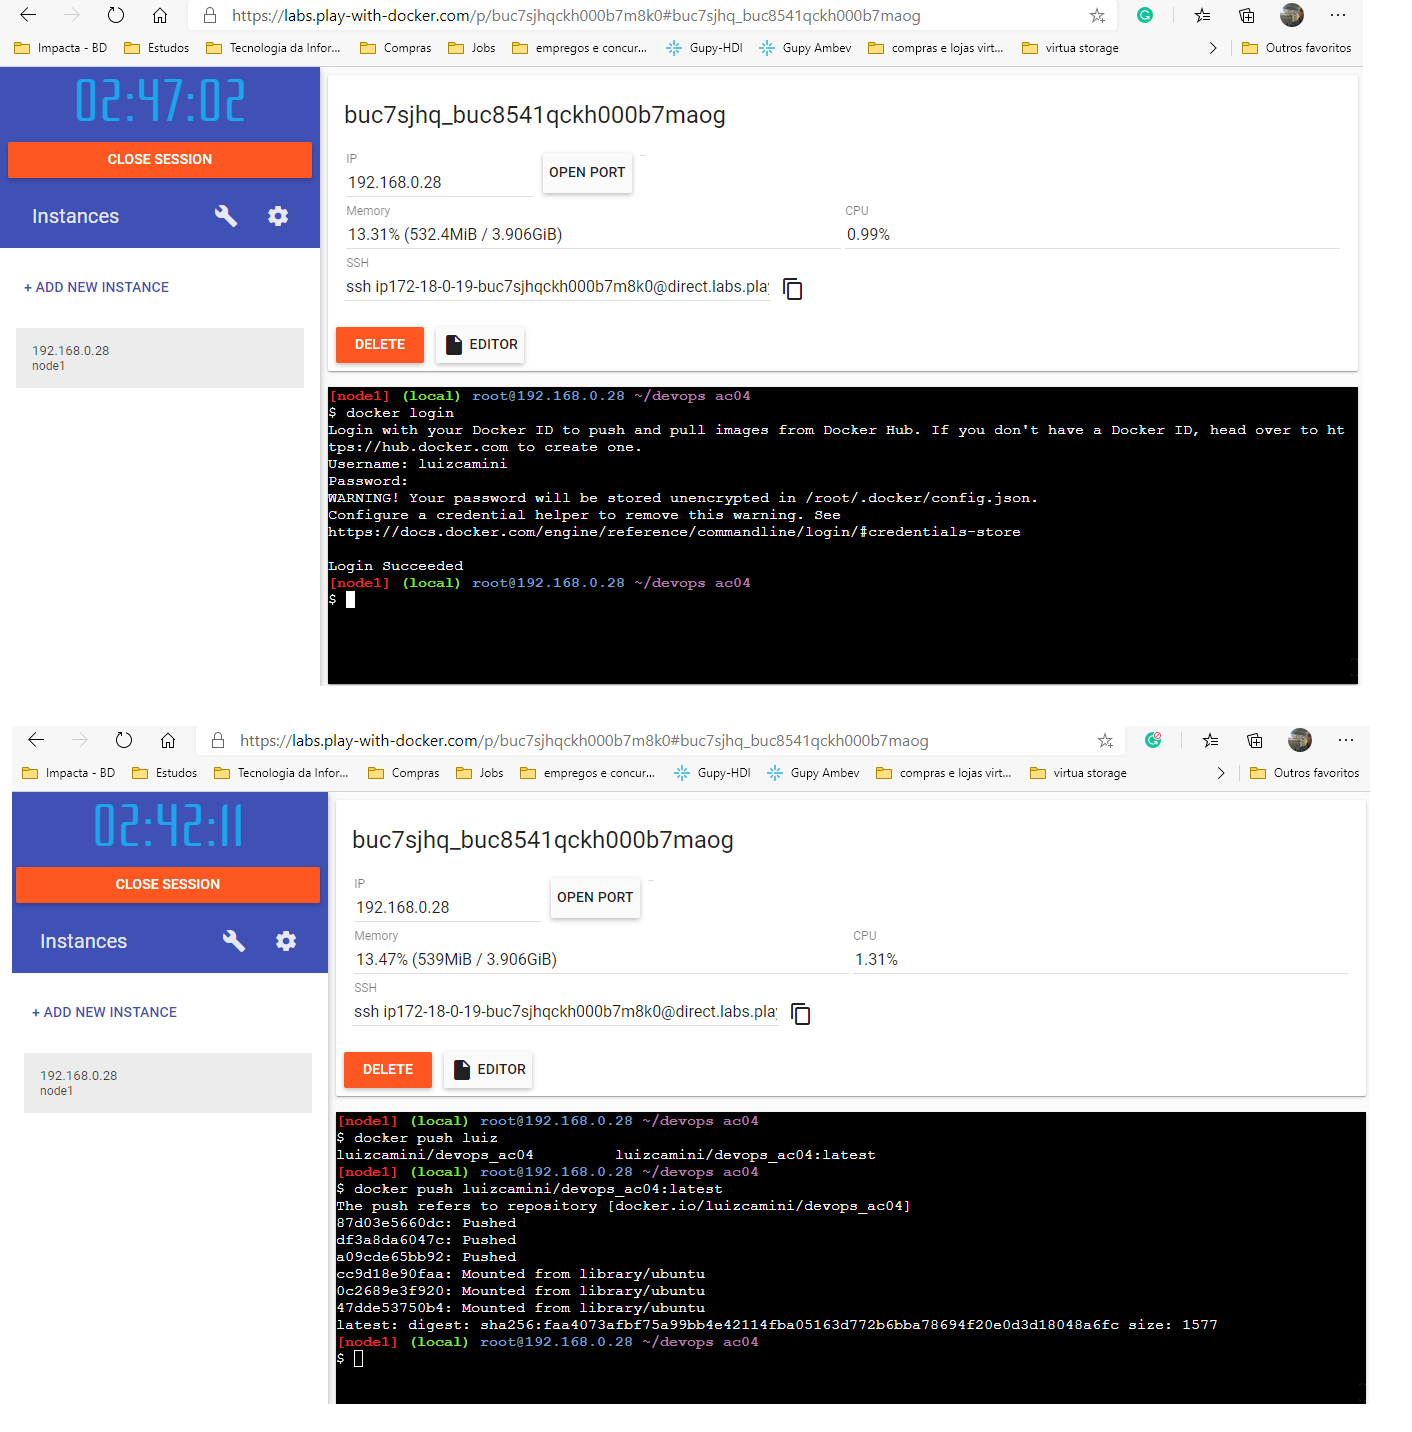 https://labs.play-with-docker.com/p/buc7sjhqckh000b7m8k0#buc7sjhq_buc8541qckh000b7maog
Impacta - BD Estudos Tecnologia da Infor... Compras Jobs empregos e concur... Gupy-HDI Gupy Ambev compras e lojas virt... virtua storage Outros favoritos
02:47:02
CLOSE SESSION
Instances
+ ADD NEW INSTANCE
192.168.0.28
node1
buc7sjhq_buc8541qckh000b7maog
IP
192.168.0.28
OPEN PORT
Memory
13.31% (532.4MiB / 3.906GiB)
CPU
0.99%
SSH
ssh ip172-18-0-19-buc7sjhqckh000b7m8k0@direct.labs.pla
DELETE
EDITOR
[node1] (local) root@192.168.0.28 ~/devops ac04
$ docker login
Login with your Docker ID to push and pull images from Docker Hub. If you don't have a Docker ID, head over to ht
tps://hub.docker.com to create one.
Username: luizcamini
Password:
WARNING! Your password will be stored unencrypted in /root/.docker/config.json.
Configure a credential helper to remove this warning. See
https://docs.docker.com/engine/reference/commandline/login/#credentials-store
Login Succeeded
[node1] (local) root@192.168.0.28 ~/devops ac04
$
https://labs.play-with-docker.com/p/buc7sjhqckh000b7m8k0#buc7sjhq_buc8541qckh000b7maog
Impacta - BD Estudos Tecnologia da Infor... Compras Jobs empregos e concur... Gupy-HDI Gupy Ambev compras e lojas virt... virtua storage Outros favoritos
02:42:11
CLOSE SESSION
Instances
+ ADD NEW INSTANCE
192.168.0.28
node1
buc7sjhq_buc8541qckh000b7maog
IP
192.168.0.28
OPEN PORT
Memory
13.47% (539MiB / 3.906GiB)
CPU
1.31%
SSH
ssh ip172-18-0-19-buc7sjhqckh000b7m8k0@direct.labs.pla
DELETE
EDITOR
[node1] (local) root@192.168.0.28 ~/devops ac04
$ docker push luiz
luizcamini/devops_ac04 luizcamini/devops_ac04:latest
[node1] (local) root@192.168.0.28 ~/devops ac04
$ docker push luizcamini/devops_ac04:latest
The push refers to repository [docker.io/luizcamini/devops_ac04]
87d03e5660dc: Pushed
df3a8da6047c: Pushed
a09cde65bb92: Pushed
cc9d18e90faa: Mounted from library/ubuntu
0c2689e3f920: Mounted from library/ubuntu
47dde53750b4: Mounted from library/ubuntu
latest: digest: sha256:faa4073afbf75a99bb4e42114fba05163d772b6bba78694f20e0d3d18048a6fc size: 1577
[node1] (local) root@192.168.0.28 ~/devops ac04
$